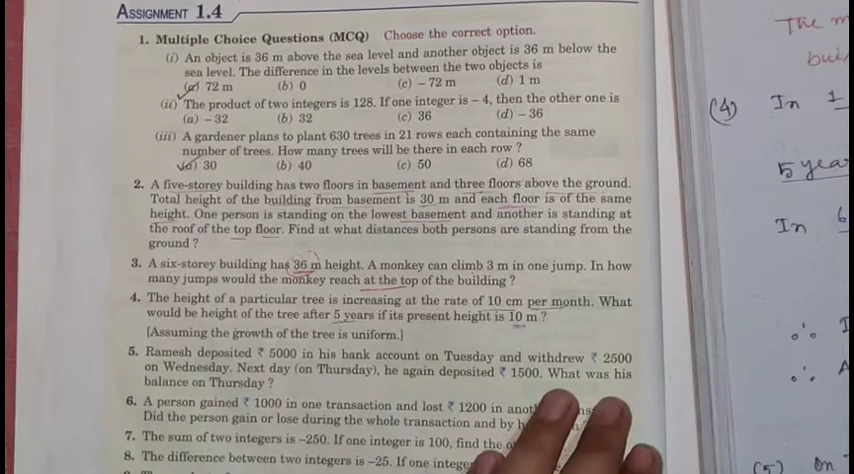 ASSIGNMENT 1.4
1. Multiple Choice Questions (MCQ) Choose the correct option.
(i) An object is 36 m above the sea level and another object is 36 m below the
sea level. The difference in the levels between the two objects is
(a) 72 m (b) 0 (c) – 72 m (d) 1 m
(ii) The product of two integers is 128. If one integer is – 4, then the other one is
(a) – 32 (b) 32 (c) 36 (d) – 36
(iii) A gardener plans to plant 630 trees in 21 rows each containing the same
number of trees. How many trees will be there in each row ?
(a) 30 (b) 40 (c) 50 (d) 68
2. A five-storey building has two floors in basement and three floors above the ground.
Total height of the building from basement is 30 m and each floor is of the same
height. One person is standing on the lowest basement and another is standing at
the roof of the top floor. Find at what distances both persons are standing from the
ground ?
3. A six-storey building has 36 m height. A monkey can climb 3 m in one jump. In how
many jumps would the monkey reach at the top of the building ?
4. The height of a particular tree is increasing at the rate of 10 cm per month. What
would be height of the tree after 5 years if its present height is 10 m ?
[Assuming the growth of the tree is uniform.]
5. Ramesh deposited ₹ 5000 in his bank account on Tuesday and withdrew ₹ 2500
on Wednesday. Next day (on Thursday), he again deposited ₹ 1500. What was his
balance on Thursday ?
6. A person gained ₹ 1000 in one transaction and lost ₹ 1200 in
Did the person gain or lose during the whole transaction and by
7. The sum of two integers is –250. If one integer is 100, find the
8. The difference between two integers is –25. If one
The
(4) In 1
5 year
In 6
∴
∴
(5) On